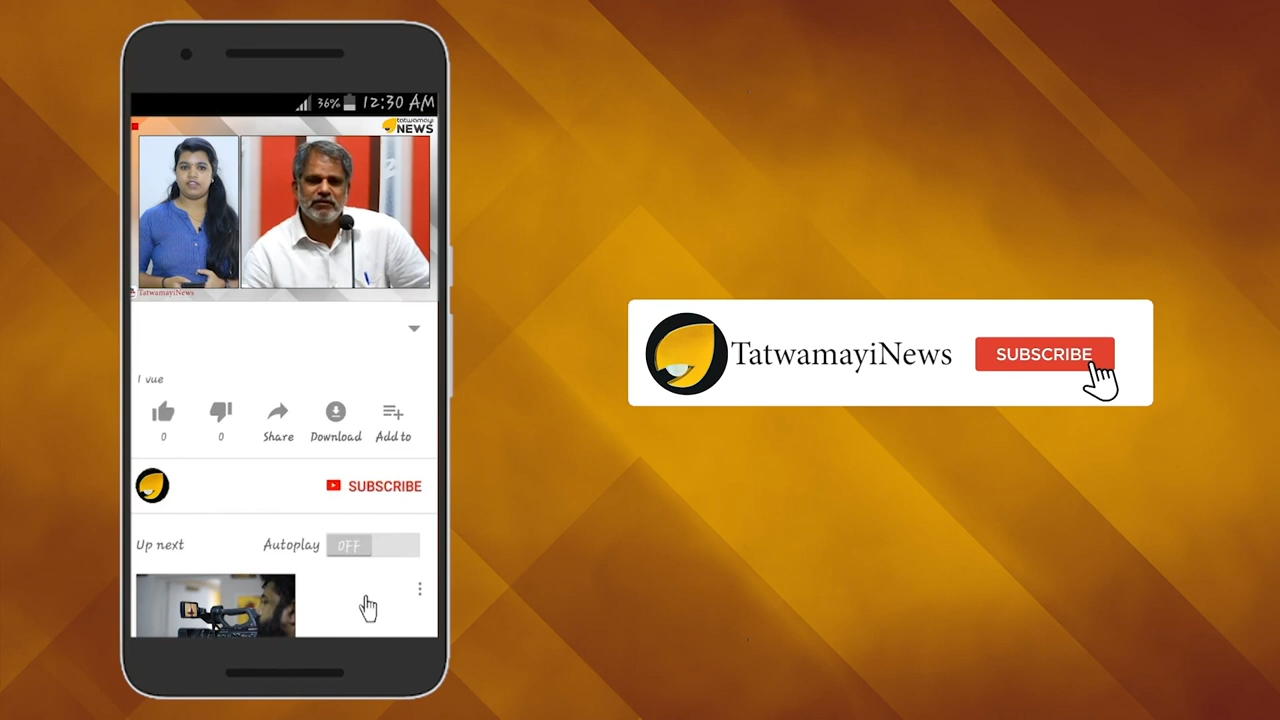 36% 12:30 AM
tatwamayi
NEWS
TatwamayiNews
1 vue
0
0
Share
Download
Add to
SUBSCRIBE
Up next
Autoplay
OFF
TatwamayiNews
SUBSCRIBE